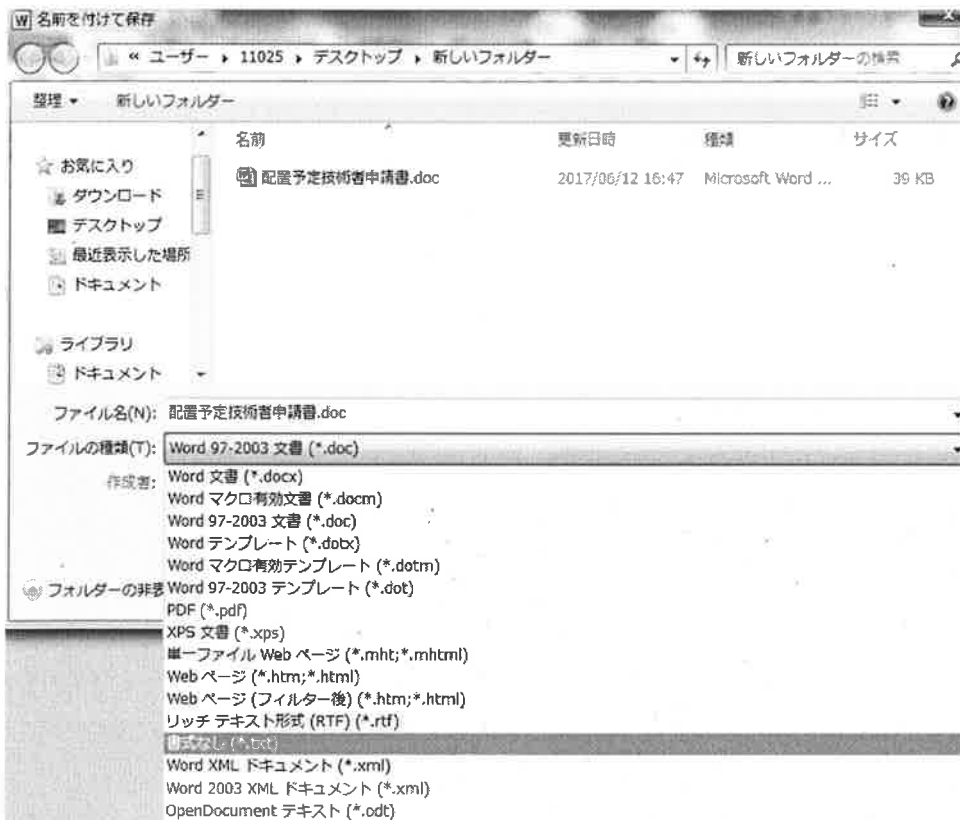 名前を付けて保存
« ユーザー ▸ 11025 ▸ デスクトップ ▸ 新しいフォルダー
新しいフォルダーの検索
整理 ▾ 新しいフォルダー
名前 更新日時 種類 サイズ
お気に入り
配置予定技術者申請書.doc 2017/06/12 16:47 Microsoft Word ... 39 KB
ダウンロード
デスクトップ
最近表示した場所
ドキュメント
ライブラリ
ドキュメント
ファイル名(N): 配置予定技術者申請書.doc
ファイルの種類(T): Word 97-2003 文書 (*.doc)
作成者:
Word 文書 (*.docx)
Word マクロ有効文書 (*.docm)
Word 97-2003 文書 (*.doc)
Word テンプレート (*.dotx)
Word マクロ有効テンプレート (*.dotm)
フォルダーの非表 Word 97-2003 テンプレート (*.dot)
PDF (*.pdf)
XPS 文書 (*.xps)
単一ファイル Web ページ (*.mht;*.mhtml)
Web ページ (*.htm;*.html)
Web ページ (フィルター後) (*.htm;*.html)
リッチ テキスト形式 (RTF) (*.rtf)
書式なし (*.txt)
Word XML ドキュメント (*.xml)
Word 2003 XML ドキュメント (*.xml)
OpenDocument テキスト (*.odt)